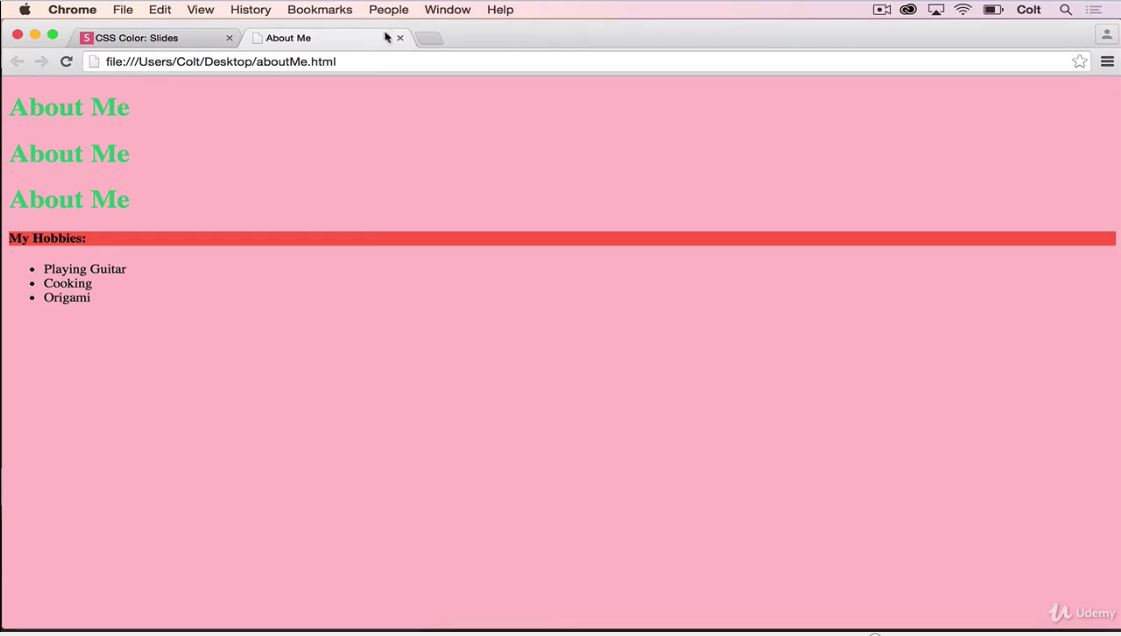 Chrome File Edit View History Bookmarks People Window Help Colt
S CSS Color: Slides About Me
file:///Users/Colt/Desktop/aboutMe.html
About Me
About Me
About Me
My Hobbies:
• Playing Guitar
• Cooking
• Origami
Udemy